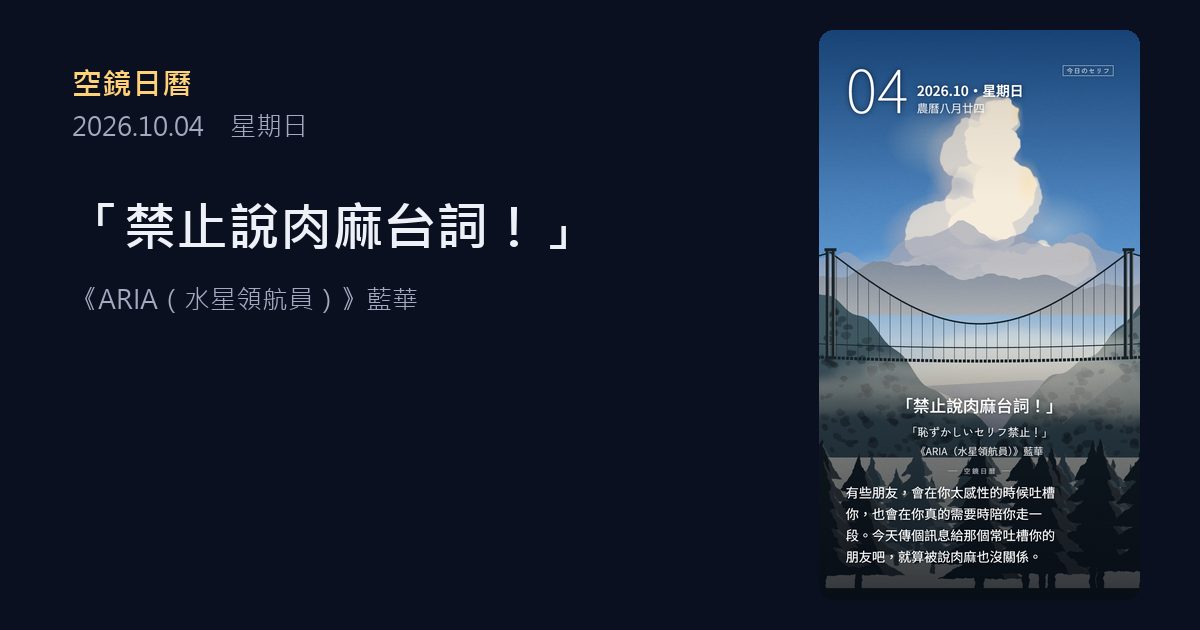 空鏡日曆
2026.10.04 星期日
「禁止說肉麻台詞！」
《ARIA（水星領航員）》藍華
04
2026.10・星期日
農曆八月廿四
今日のセリフ
「禁止說肉麻台詞！」
「恥ずかしいセリフ禁止！」
《ARIA（水星領航員）》藍華
空鏡日曆
有些朋友，會在你太感性的時候吐槽
你，也會在你真的需要時陪你走一
段。今天傳個訊息給那個常吐槽你的
朋友吧，就算被說肉麻也沒關係。